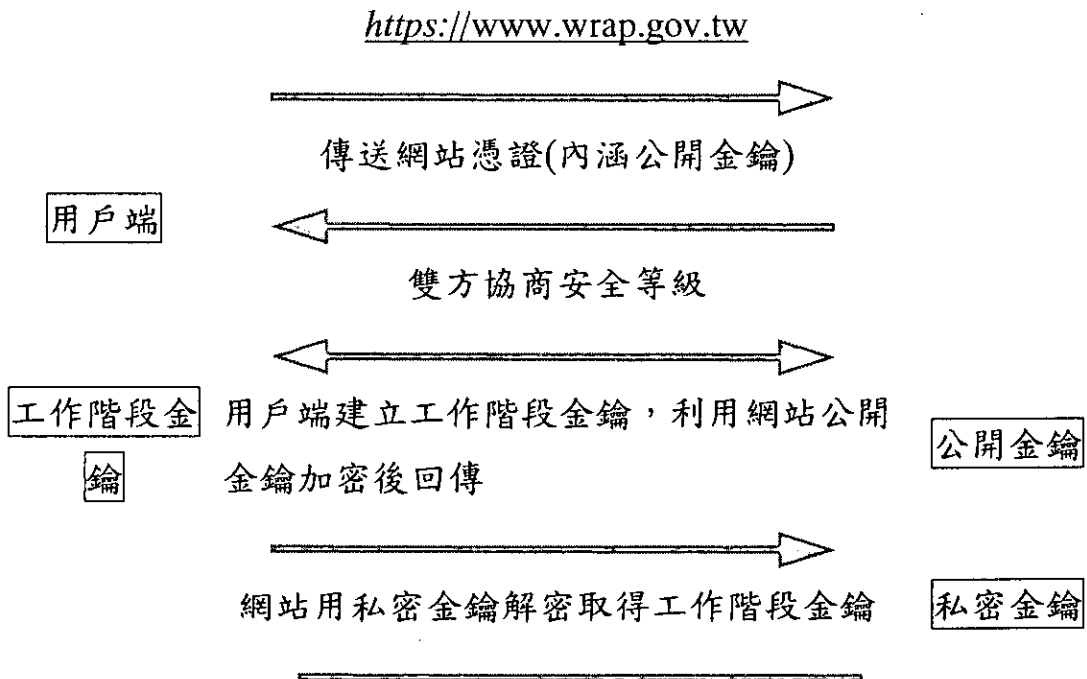 https://www.wrap.gov.tw
傳送網站憑證(內涵公開金鑰)
用戶端
雙方協商安全等級
工作階段金
鑰
用戶端建立工作階段金鑰,利用網站公開
金鑰加密後回傳
公開金鑰
網站用私密金鑰解密取得工作階段金鑰
私密金鑰